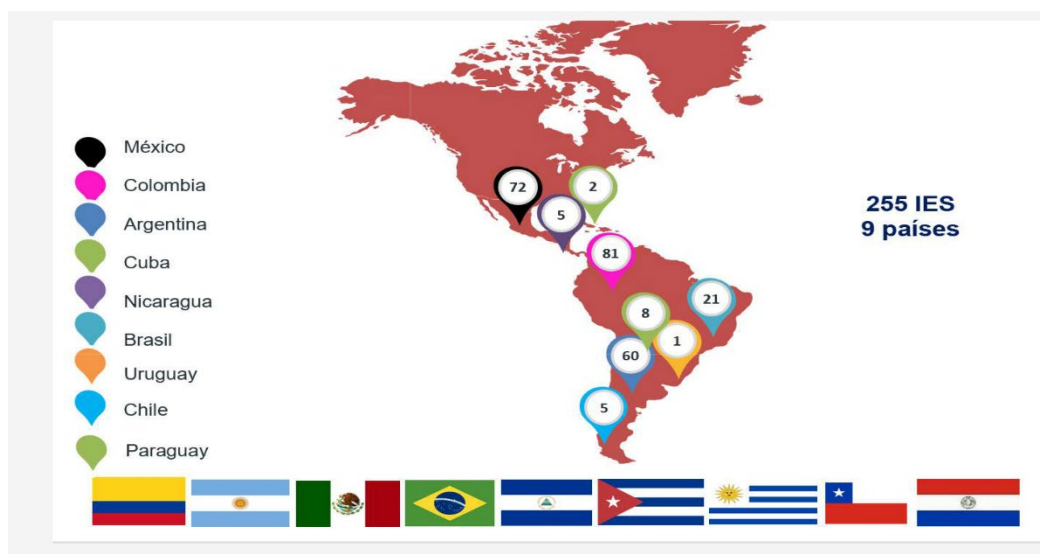 México
Colombia
Argentina
Cuba
Nicaragua
Brasil
Uruguay
Chile
Paraguay
72
2
5
81
21
8
1
60
5
255 IES
9 países